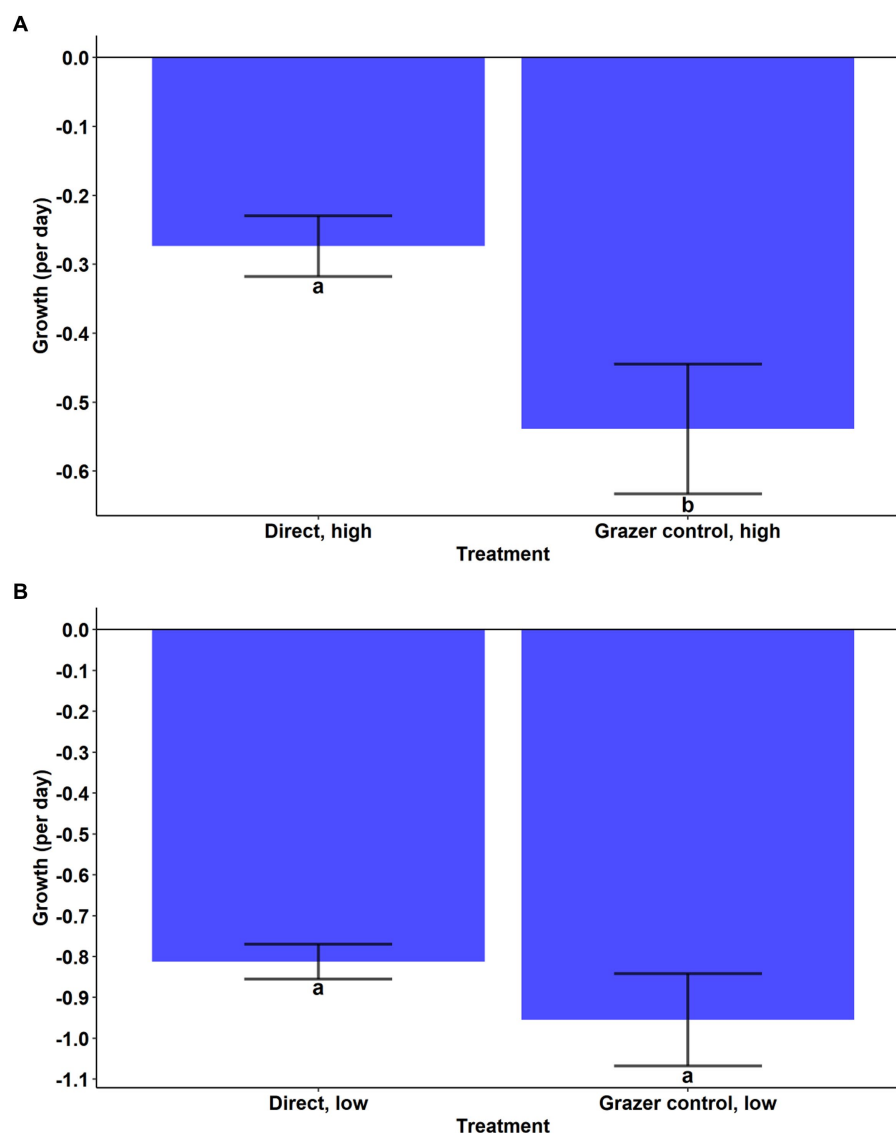 A
0.0
-0.1
-0.2
-0.3
-0.4
-0.5
-0.6
Growth (per day)
a
b
Direct, high
Grazer control, high
Treatment
B
0.0
-0.1
-0.2
-0.3
-0.4
-0.5
-0.6
-0.7
-0.8
-0.9
-1.0
-1.1
Growth (per day)
a
a
Direct, low
Grazer control, low
Treatment